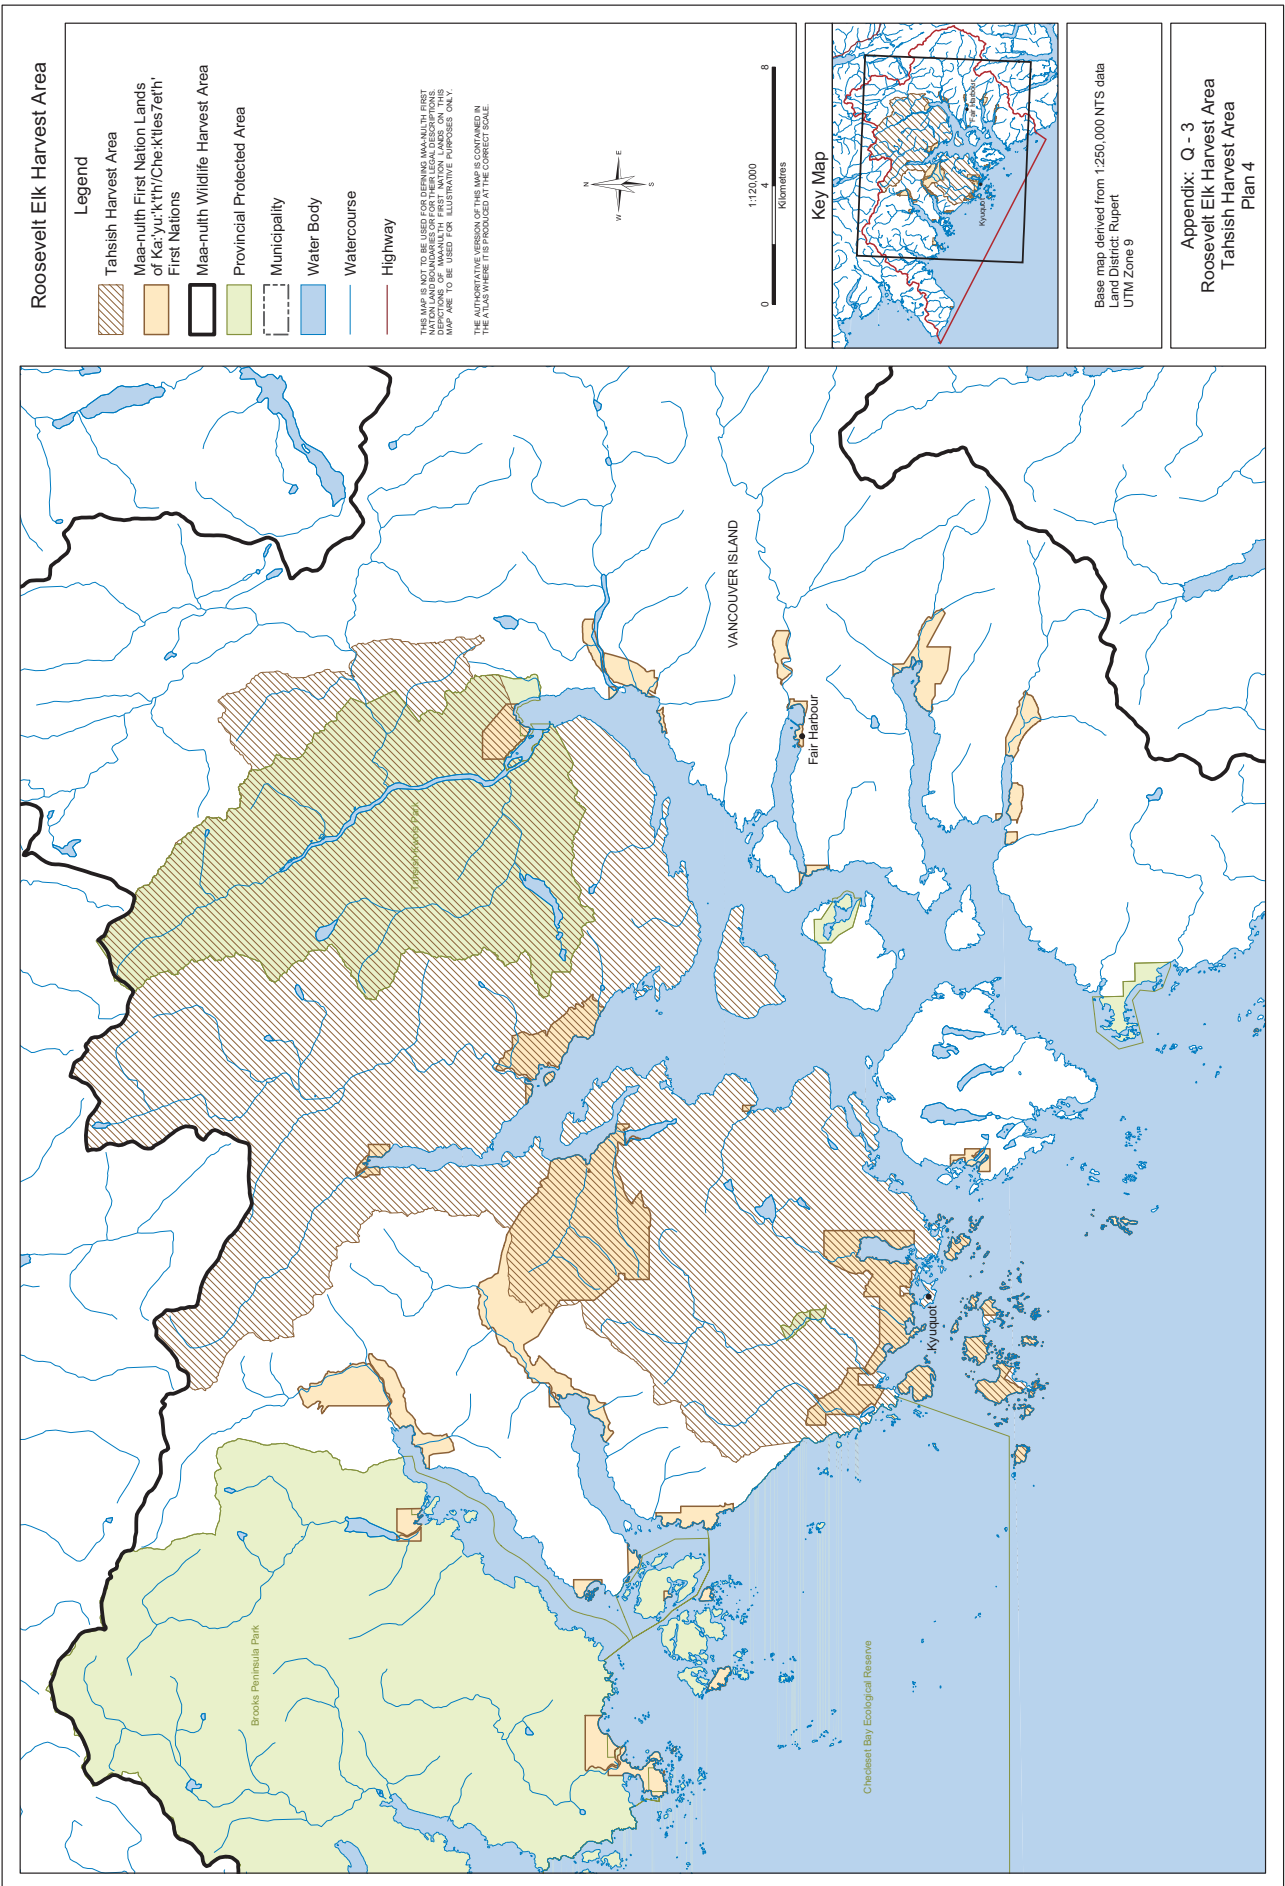 Roosevelt Elk Harvest Area
Legend
Tahsish Harvest Area
Maa-nulth First Nation Lands
of Ka:'yu:'k't'h'/Che:k'tles7et'h'
First Nations
Maa-nulth Wildlife Harvest Area
Provincial Protected Area
Municipality
Water Body
Watercourse
Highway
THIS MAP IS NOT TO BE USED FOR DEFINING MAA-NULTH FIRST
NATION LAND BOUNDARIES OR FOR THEIR LEGAL DESCRIPTIONS.
DEPICTIONS OF MAA-NULTH FIRST NATION LANDS ON THIS
MAP ARE TO BE USED FOR ILLUSTRATIVE PURPOSES ONLY.
THE AUTHORITATIVE VERSION OF THIS MAP IS CONTAINED IN
THE ATLAS WHERE IT IS PRODUCED AT THE CORRECT SCALE.
N
W
E
S
1:120,000
0
4
8
Kilometres
Key Map
Kyuquot
Fair Harbour
Base map derived from 1:250,000 NTS data
Land District: Rupert
UTM Zone 9
Appendix: Q - 3
Roosevelt Elk Harvest Area
Tahsish Harvest Area
Plan 4
Brooks Peninsula Park
Tahsish-Kwois Park
VANCOUVER ISLAND
Fair Harbour
Kyuquot
Checleset Bay Ecological Reserve